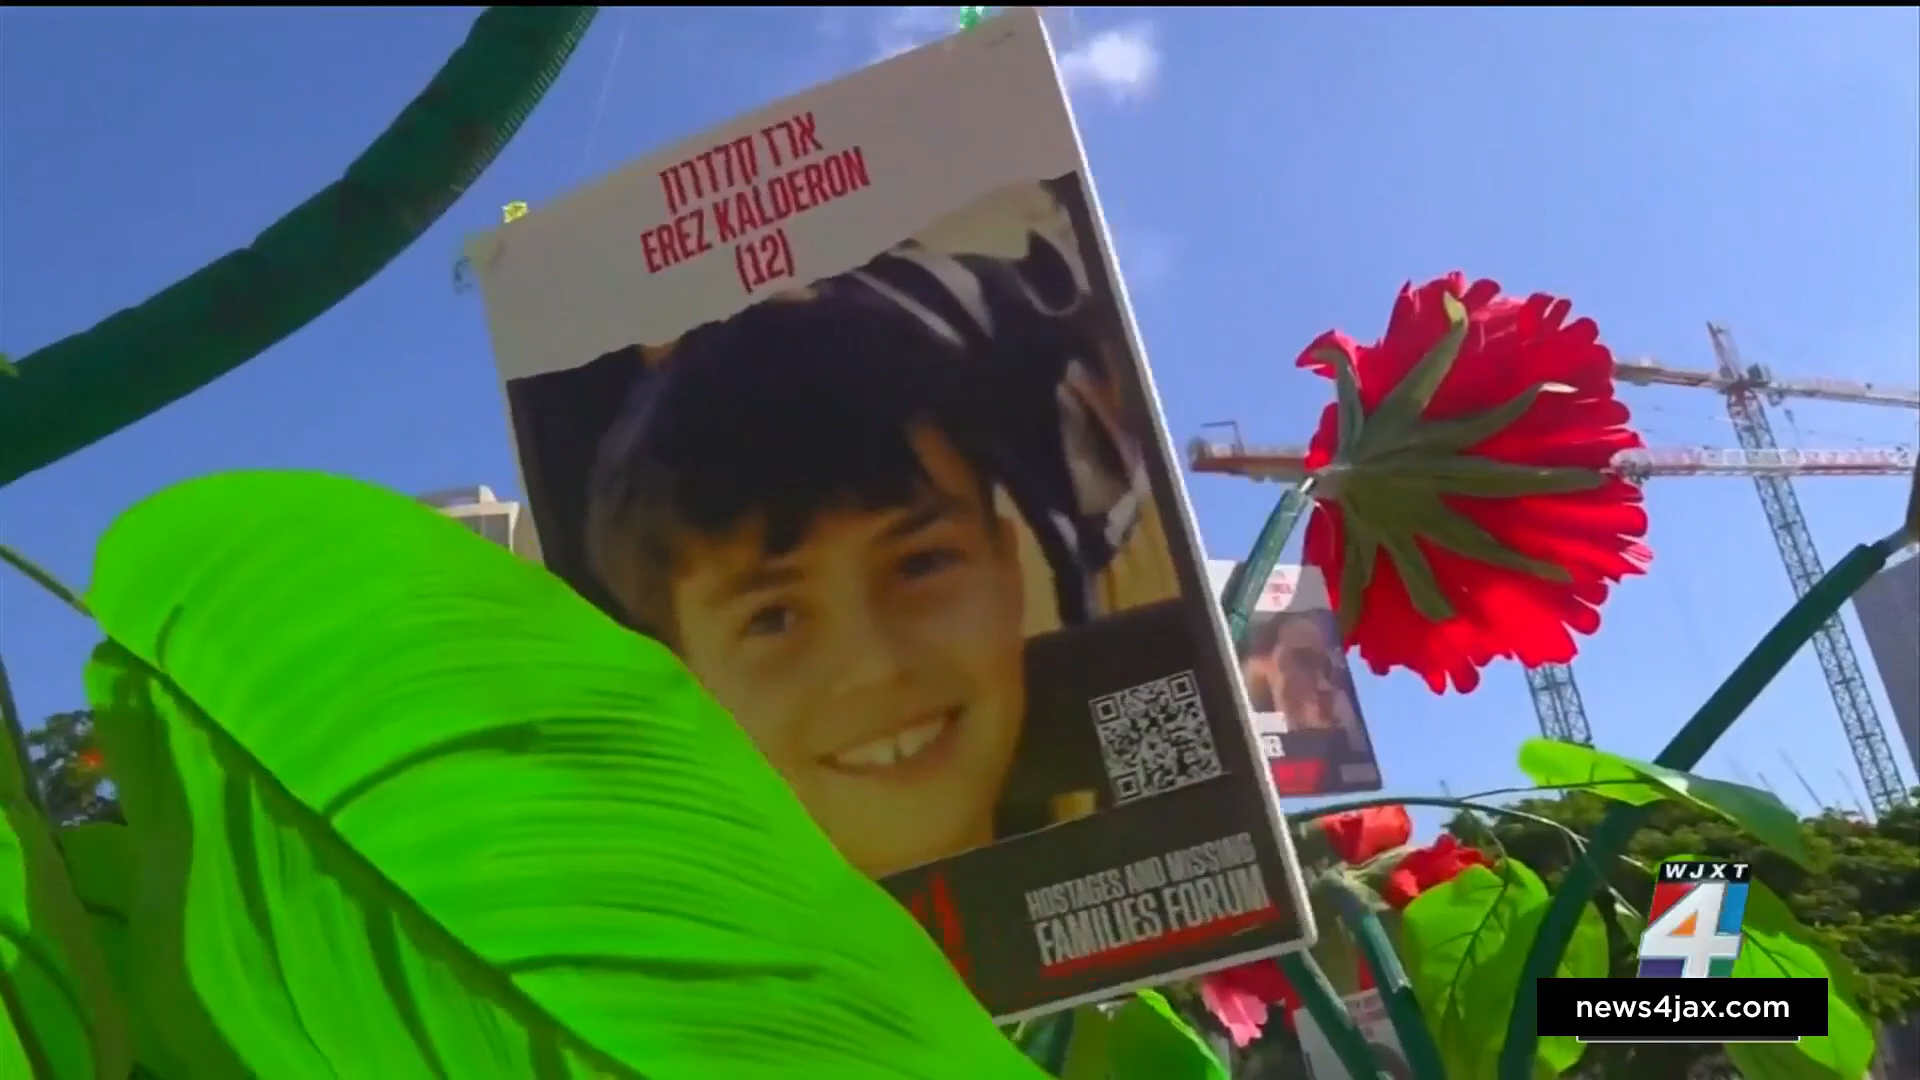 ארז קלדרון
EREZ KALDERON
(12)
HOSTAGES AND MISSING
FAMILIES FORUM
WJXT
4
news4jax.com